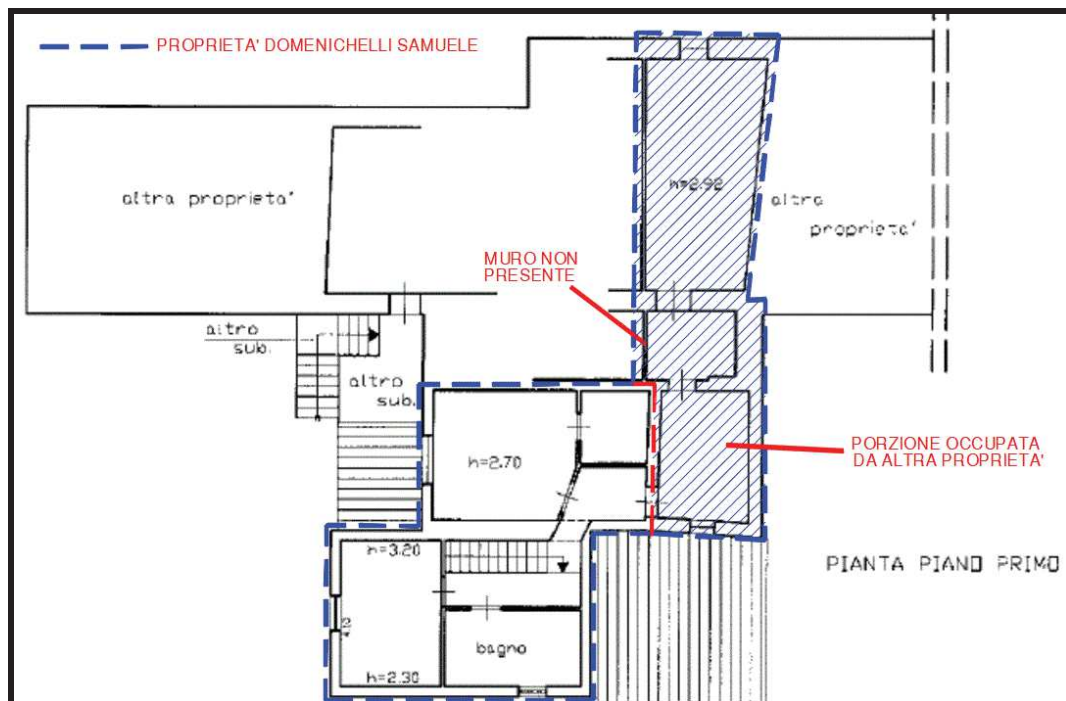 PROPRIETA' DOMENICHELLI SAMUELE
altra proprieta'
h=2.92
altra
proprieta'
MURO NON
PRESENTE
altro
sub.
altro
sub.
h=2.70
PORZIONE OCCUPATA
DA ALTRA PROPRIETA'
h=3.20
PIANTA PIANO PRIMO
bagno
h=2.30